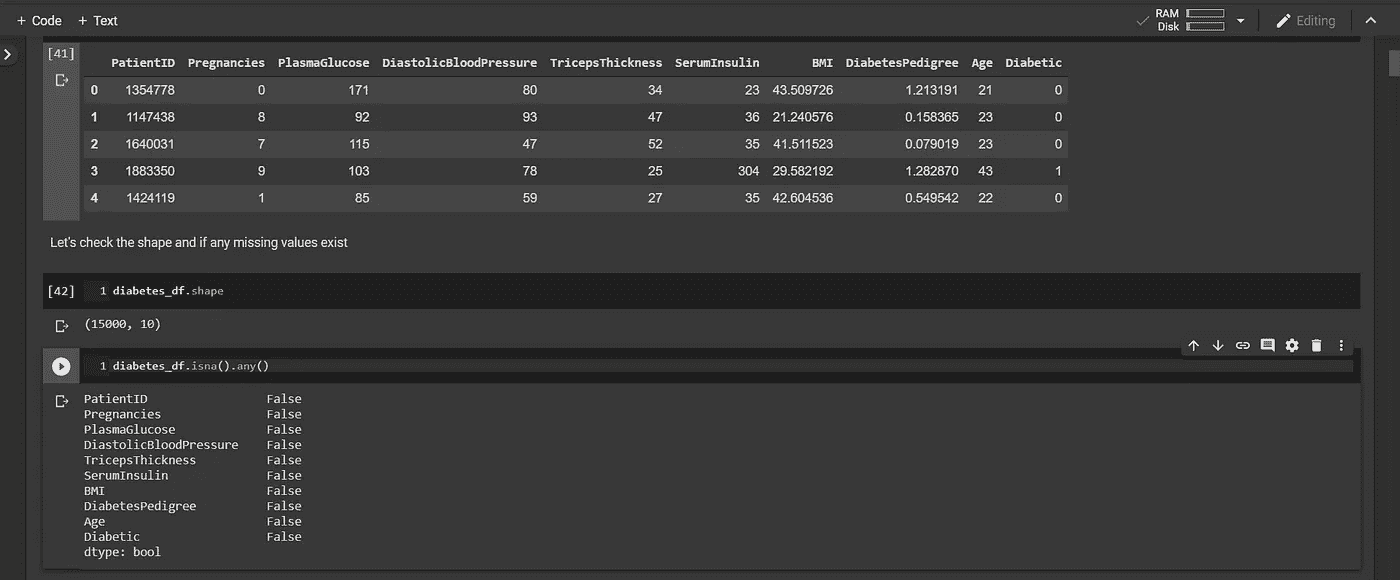 + Code + Text RAM Disk Editing
[41]
PatientID Pregnancies PlasmaGlucose DiastolicBloodPressure TricepsThickness SerumInsulin BMI DiabetesPedigree Age Diabetic
0 1354778 0 171 80 34 23 43.509726 1.213191 21 0
1 1147438 8 92 93 47 36 21.240576 0.158365 23 0
2 1640031 7 115 47 52 35 41.511523 0.079019 23 0
3 1883350 9 103 78 25 304 29.582192 1.282870 43 1
4 1424119 1 85 59 27 35 42.604536 0.549542 22 0
Let's check the shape and if any missing values exist
[42] 1 diabetes_df.shape
(15000, 10)
1 diabetes_df.isna().any()
PatientID False
Pregnancies False
PlasmaGlucose False
DiastolicBloodPressure False
TricepsThickness False
SerumInsulin False
BMI False
DiabetesPedigree False
Age False
Diabetic False
dtype: bool